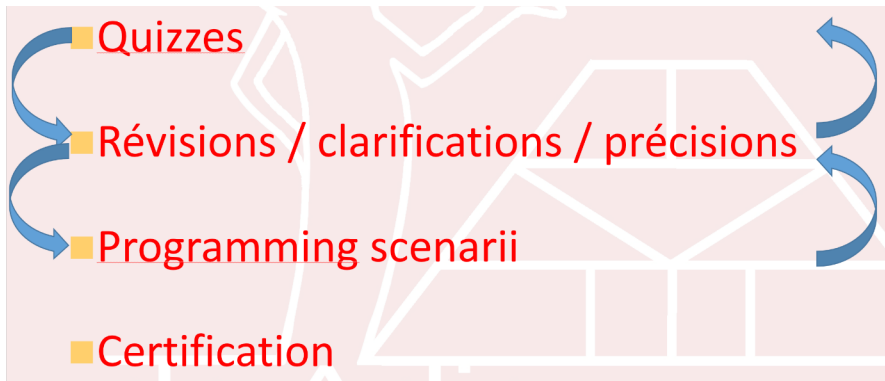 Quizzes
Révisions / clarifications / précisions
Programming scenarii
Certification